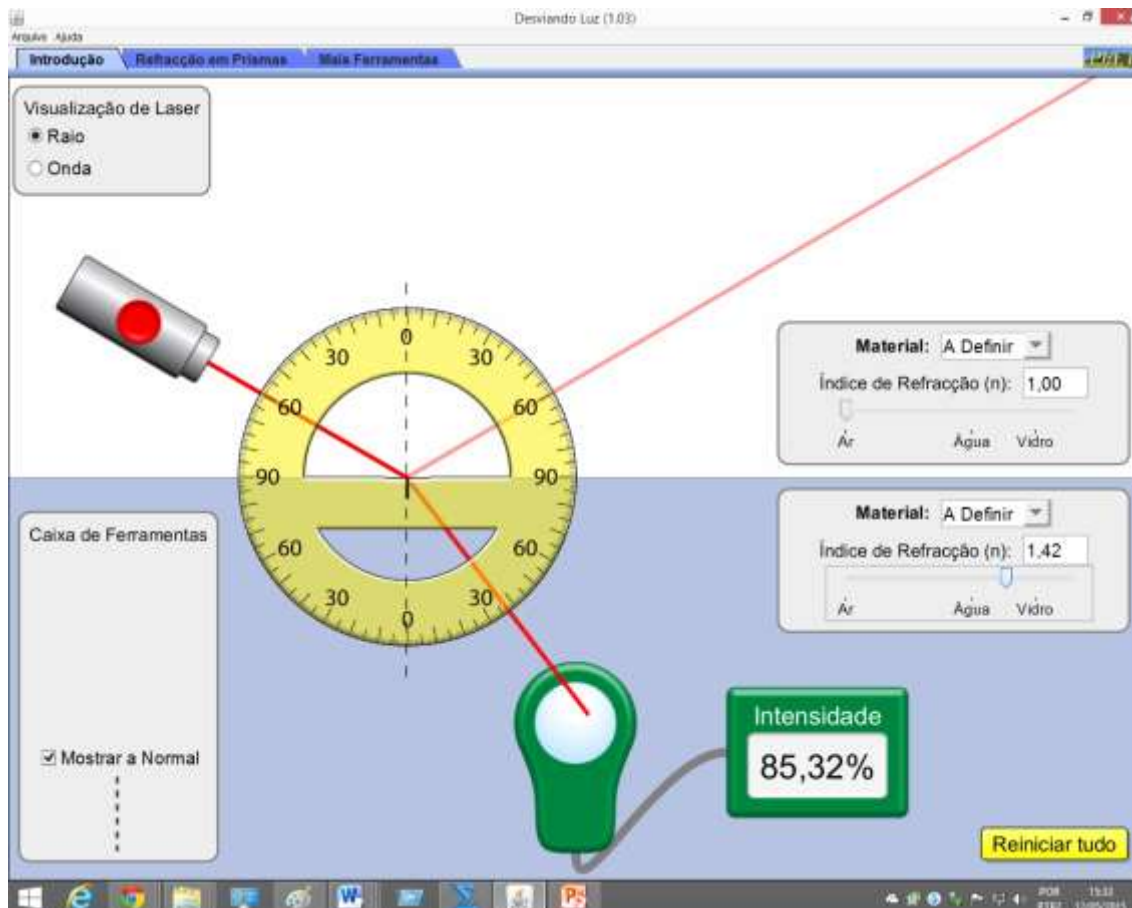 Desviando Luz (1.03)
Arquivo Ajuda
Introdução Refracção em Prismas Mais Ferramentas
Visualização de Laser
Raio
Onda
0
30 30
60 60
90 90
60 60
30 30
0
Material: A Definir
Índice de Refracção (n): 1,00
Ar Água Vidro
Material: A Definir
Índice de Refracção (n): 1,42
Ar Água Vidro
Caixa de Ferramentas
Mostrar a Normal
Intensidade
85,32%
Reiniciar tudo
POR 15:32